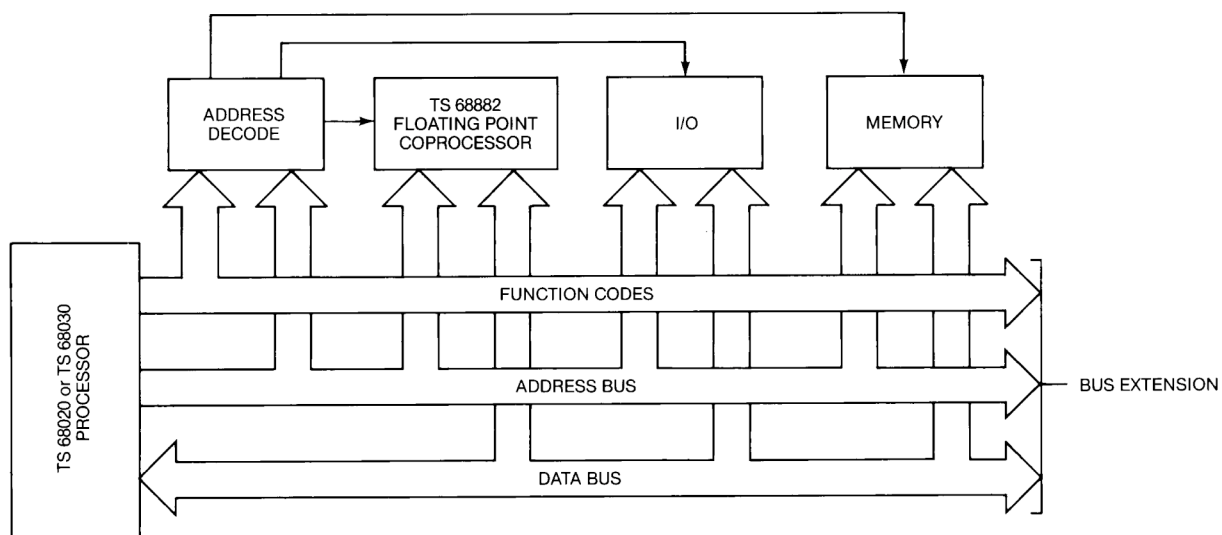 ADDRESS
DECODE
TS 68882
FLOATING POINT
COPROCESSOR
I/O
MEMORY
TS 68020 or TS 68030
PROCESSOR
FUNCTION CODES
ADDRESS BUS
BUS EXTENSION
DATA BUS